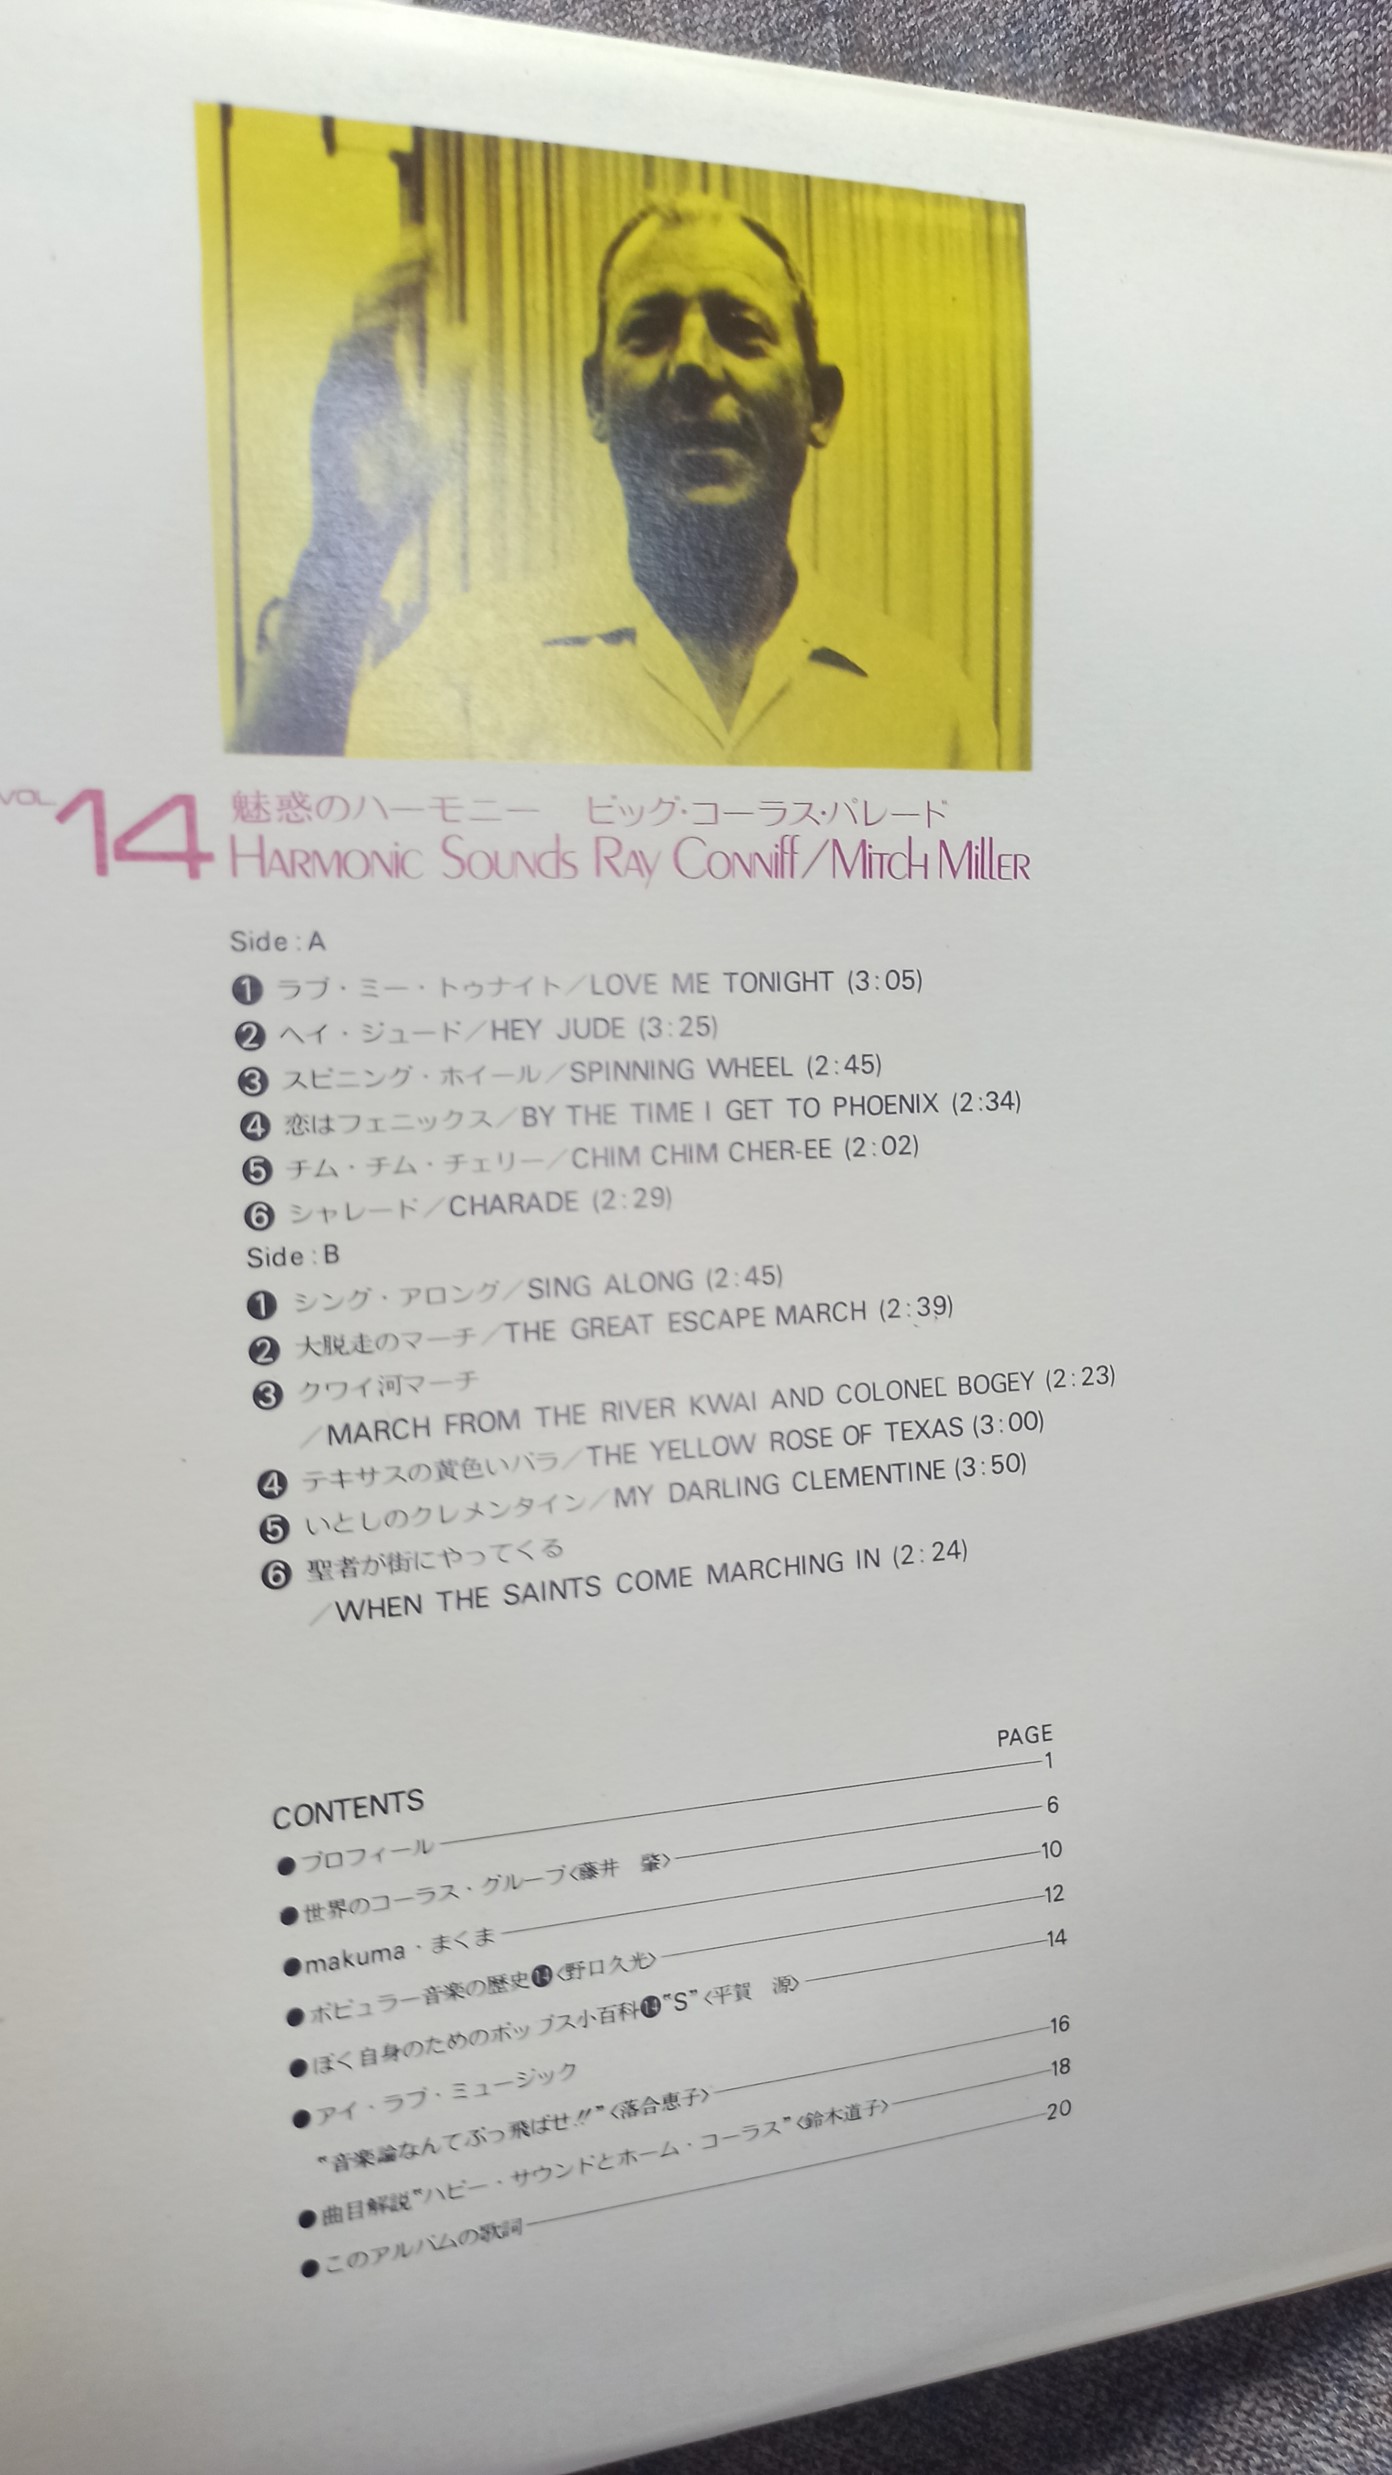 VOL. 14
魅惑のハーモニー　ビッグ・コーラス・パレード
HARMONIC SOUNDS RAY CONNIFF/MITCH MILLER
Side:A
❶ ラブ・ミー・トゥナイト／LOVE ME TONIGHT (3:05)
❷ ヘイ・ジュード／HEY JUDE (3:25)
❸ スピニング・ホイール／SPINNING WHEEL (2:45)
❹ 恋はフェニックス／BY THE TIME I GET TO PHOENIX (2:34)
❺ チム・チム・チェリー／CHIM CHIM CHER-EE (2:02)
❻ シャレード／CHARADE (2:29)
Side:B
❶ シング・アロング／SING ALONG (2:45)
❷ 大脱走のマーチ／THE GREAT ESCAPE MARCH (2:39)
❸ クワイ河マーチ
／MARCH FROM THE RIVER KWAI AND COLONEL BOGEY (2:23)
❹ テキサスの黄色いバラ／THE YELLOW ROSE OF TEXAS (3:00)
❺ いとしのクレメンタイン／MY DARLING CLEMENTINE (3:50)
❻ 聖者が街にやってくる
／WHEN THE SAINTS COME MARCHING IN (2:24)
PAGE
CONTENTS
●プロフィール 1
●世界のコーラス・グループ〈藤井　肇〉 6
●makuma・まくま 10
●ポピュラー音楽の歴史⓮〈野口久光〉 12
●ぼく自身のためのポップス小百科⓮"S"〈平賀　源〉 14
●アイ・ラブ・ミュージック
"音楽論なんてぶっ飛ばせ!!"〈落合恵子〉 16
●曲目解説"ハピー・サウンドとホーム・コーラス"〈鈴木道子〉 18
●このアルバムの歌詞 20